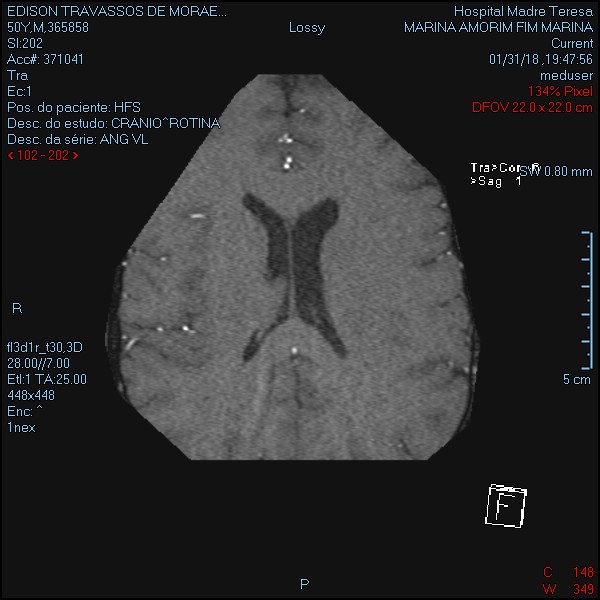 EDISON TRAVASSOS DE MORAE...
50Y,M,365858
Sl:202
Acc#: 371041
Tra
Ec:1
Pos. do paciente: HFS
Desc. do estudo: CRANIO^ROTINA
Desc. da série: ANG VL
< 102 - 202 >
Lossy
Hospital Madre Teresa
MARINA AMORIM FIM MARINA
Current
01/31/18 ,19:47:56
meduser
134% Pixel
DFOV 22.0 x 22.0 cm
Tra>Cor
SW 0.80 mm
>Sag 1
R
fl3d1r_t30,3D
28.00//7.00
Etl:1 TA:25.00
448x448
Enc: ^
1nex
5 cm
F
P
C 148
W 349